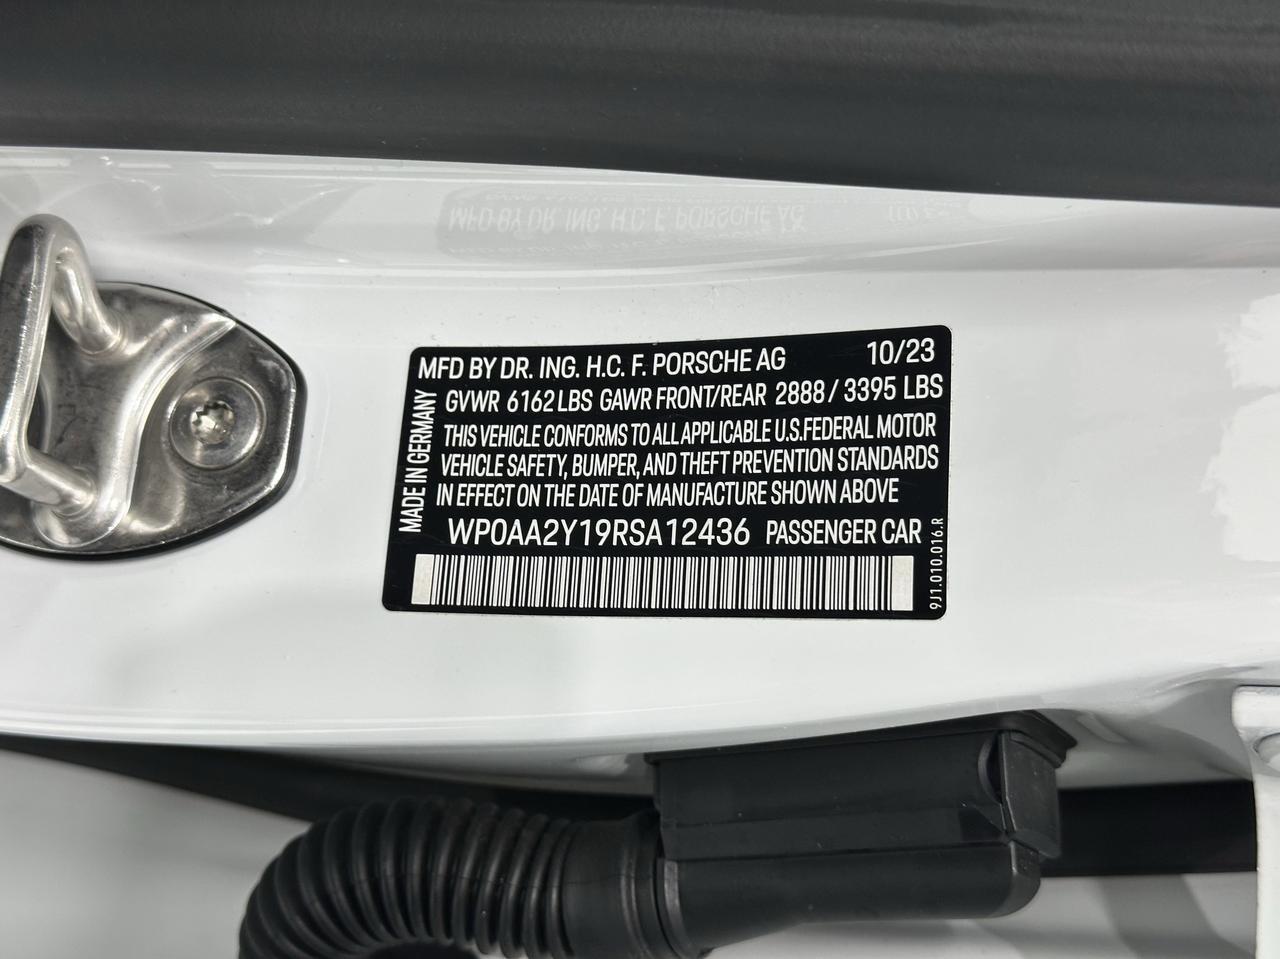 MFD BY DR. ING. H.C. F. PORSCHE AG 10/23
GVWR 6162 LBS GAWR FRONT/REAR 2888 / 3395 LBS
THIS VEHICLE CONFORMS TO ALL APPLICABLE U.S.FEDERAL MOTOR
VEHICLE SAFETY, BUMPER, AND THEFT PREVENTION STANDARDS
IN EFFECT ON THE DATE OF MANUFACTURE SHOWN ABOVE
MADE IN GERMANY
WP0AA2Y19RSA12436 PASSENGER CAR
9J1.010.016.R